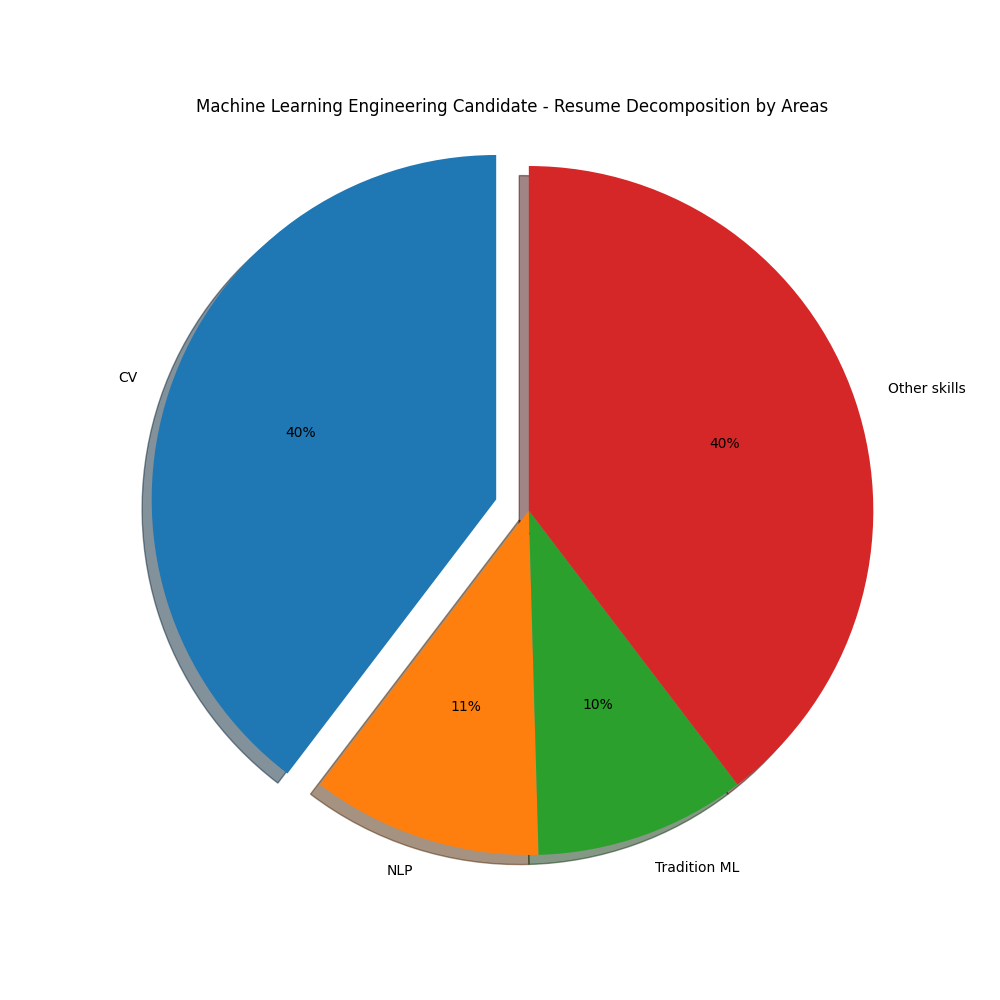 Machine Learning Engineering Candidate - Resume Decomposition by Areas
CV
40%
Other skills
40%
11%
10%
NLP
Tradition ML